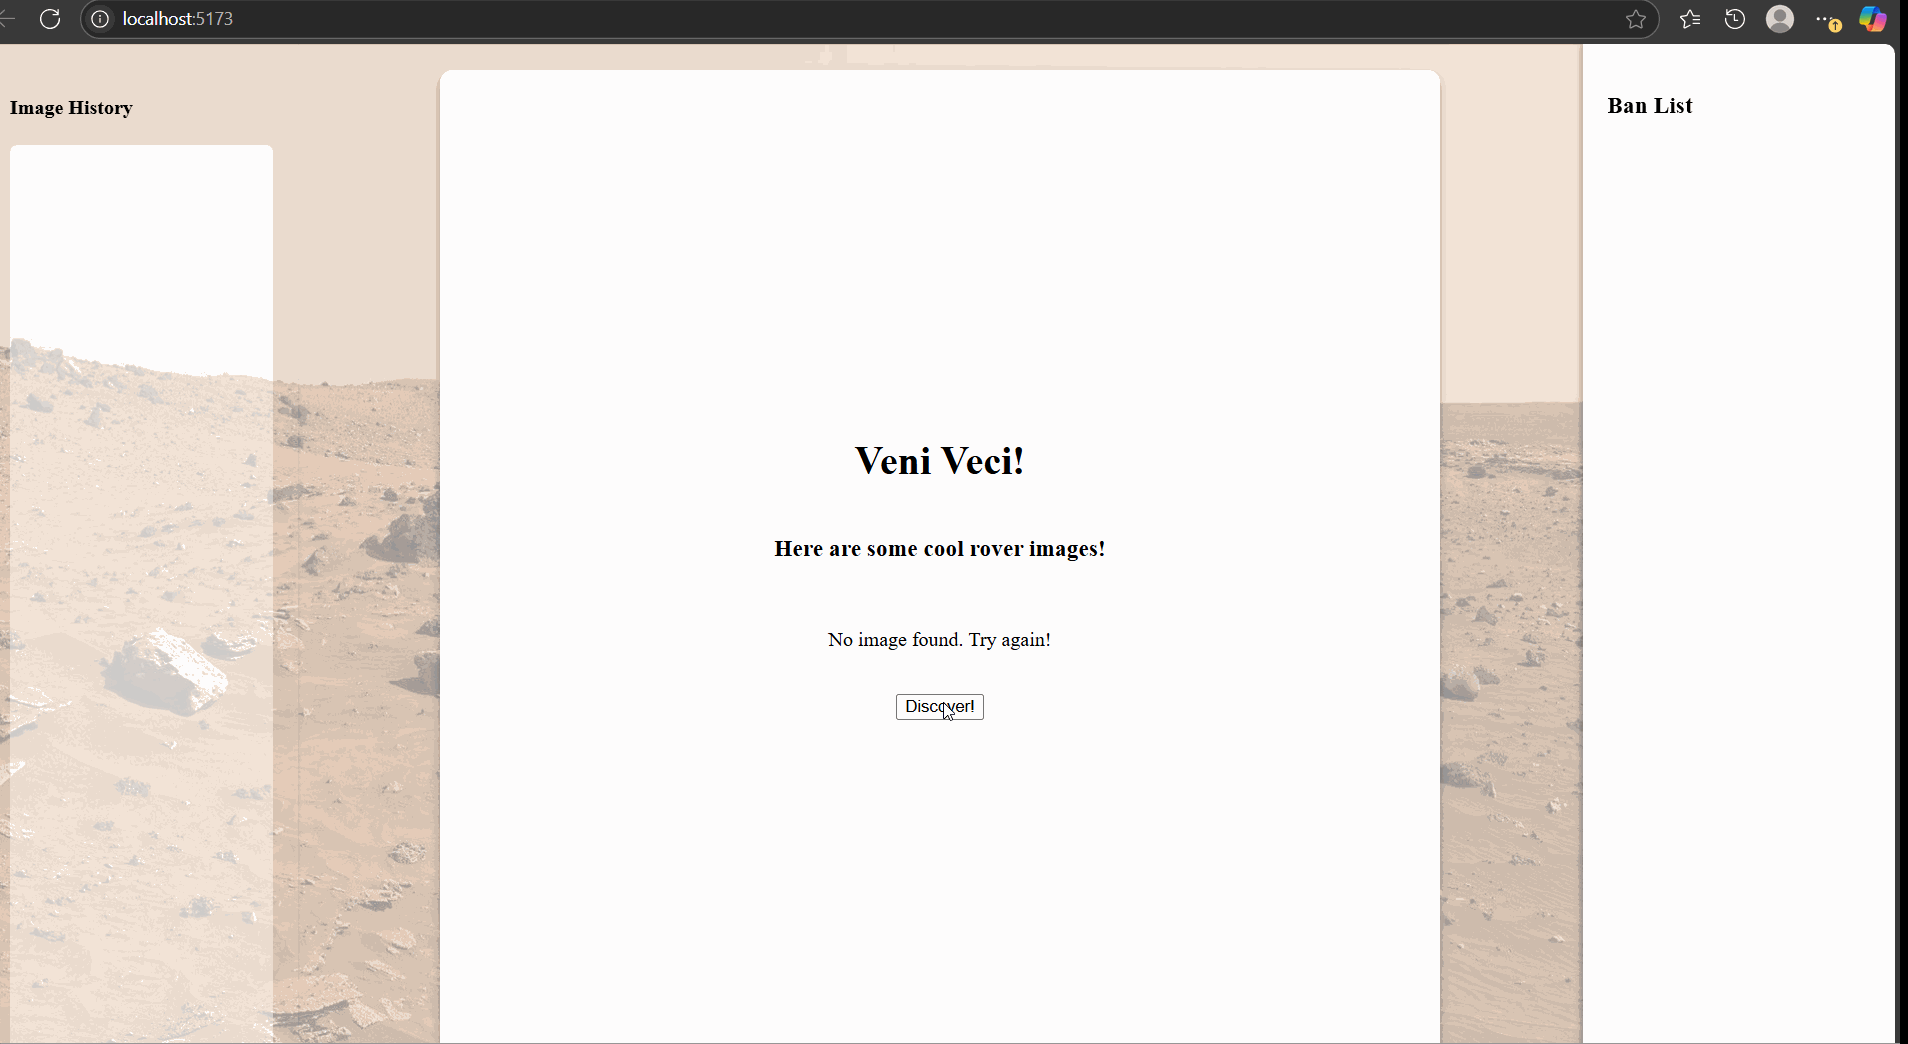 localhost:5173
Image History
Ban List
Veni Veci!
Here are some cool rover images!
No image found. Try again!
Discover!